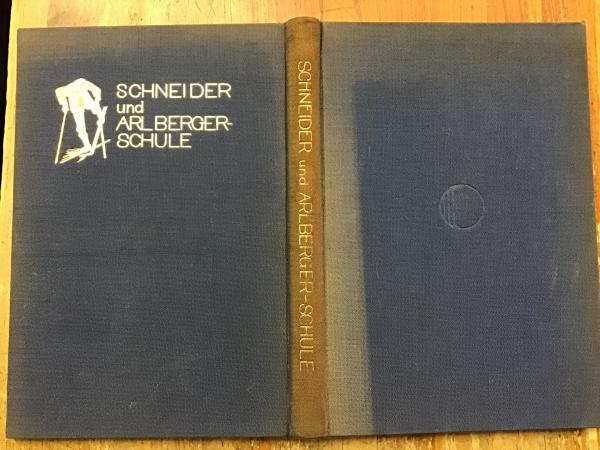 SCHNEIDER
und
ARLBERGER-
SCHULE
SCHNEIDER und ARLBERGER-SCHULE